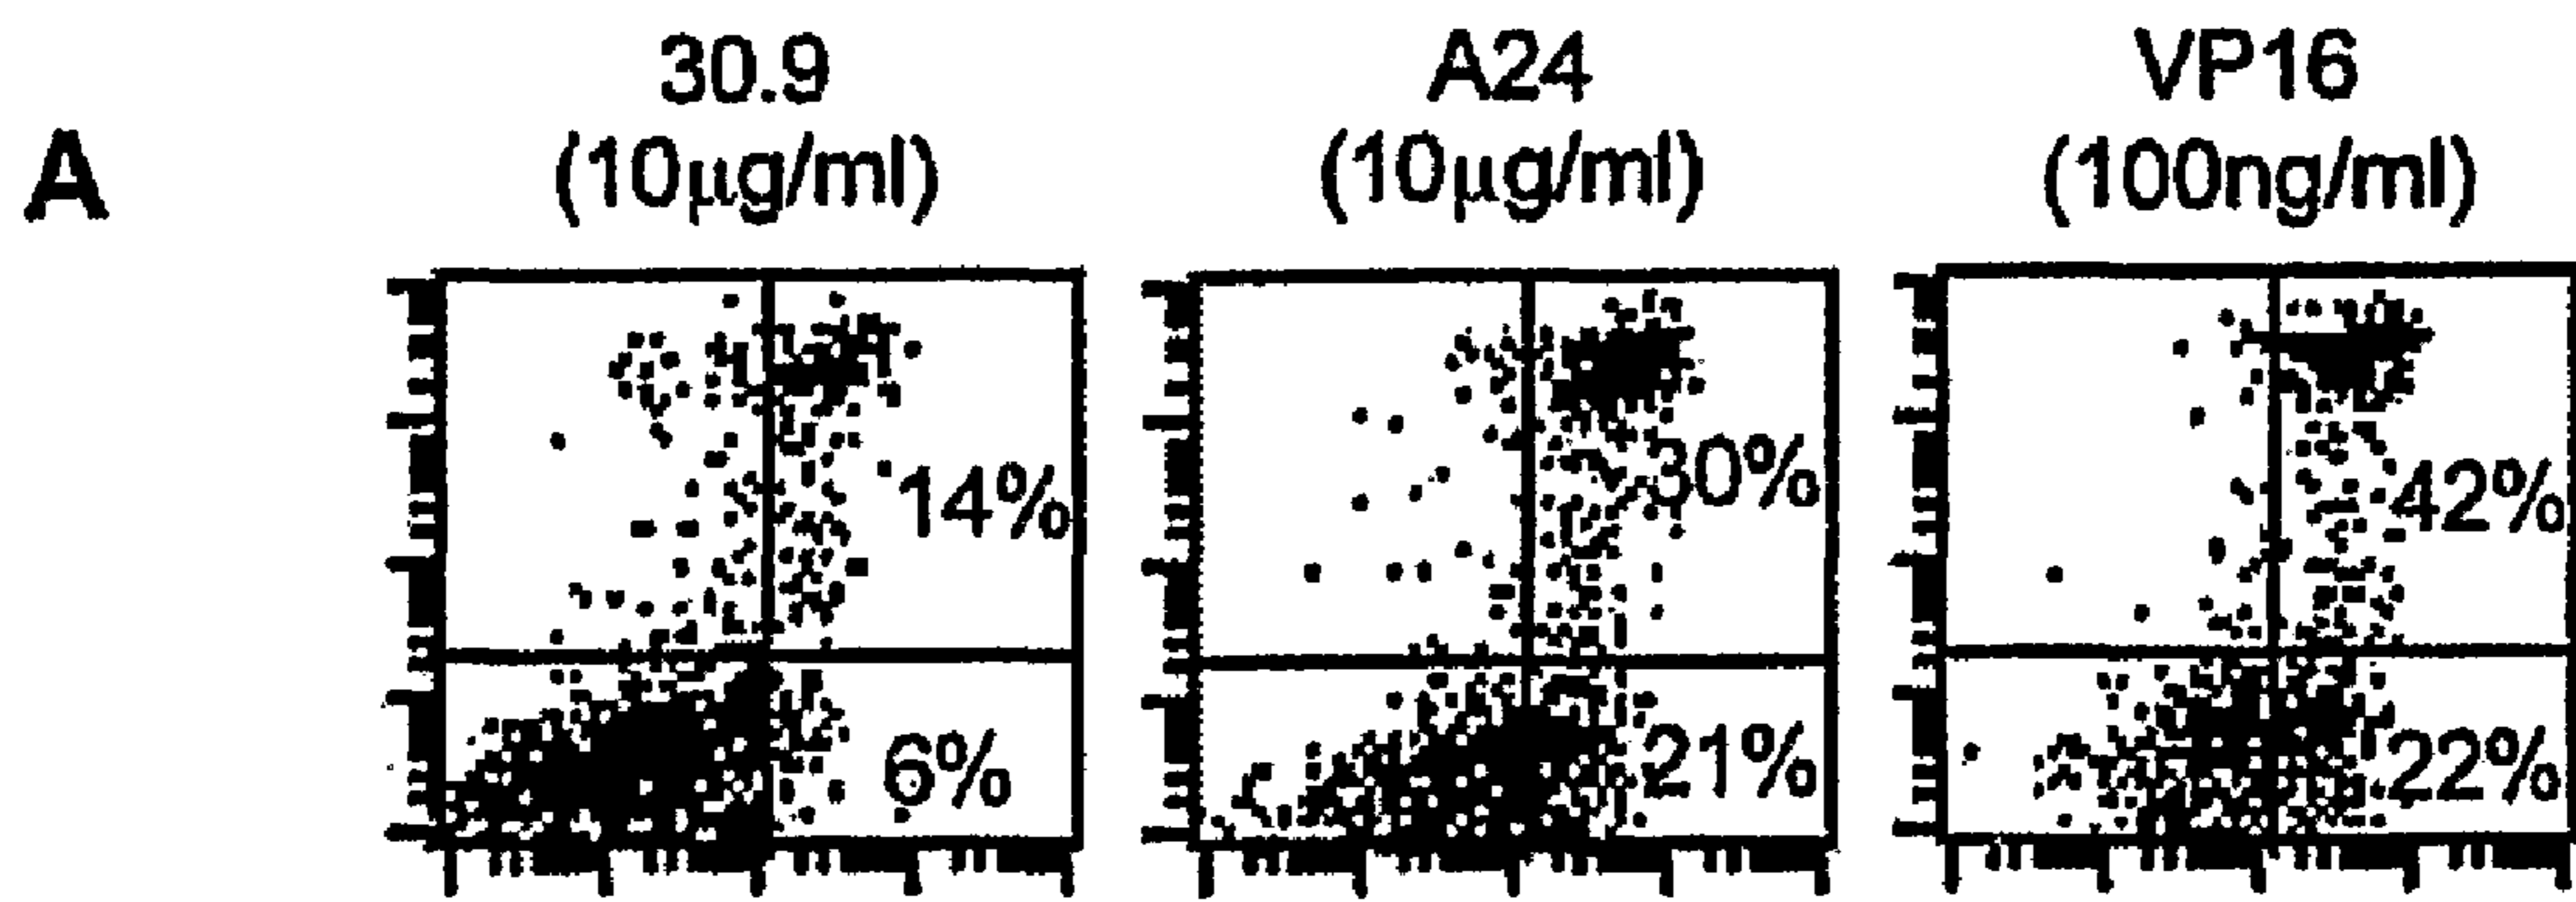 30.9 A24 VP16
A (10µg/ml) (10µg/ml) (100ng/ml)
14% 30% 42%
6% 21% 22%